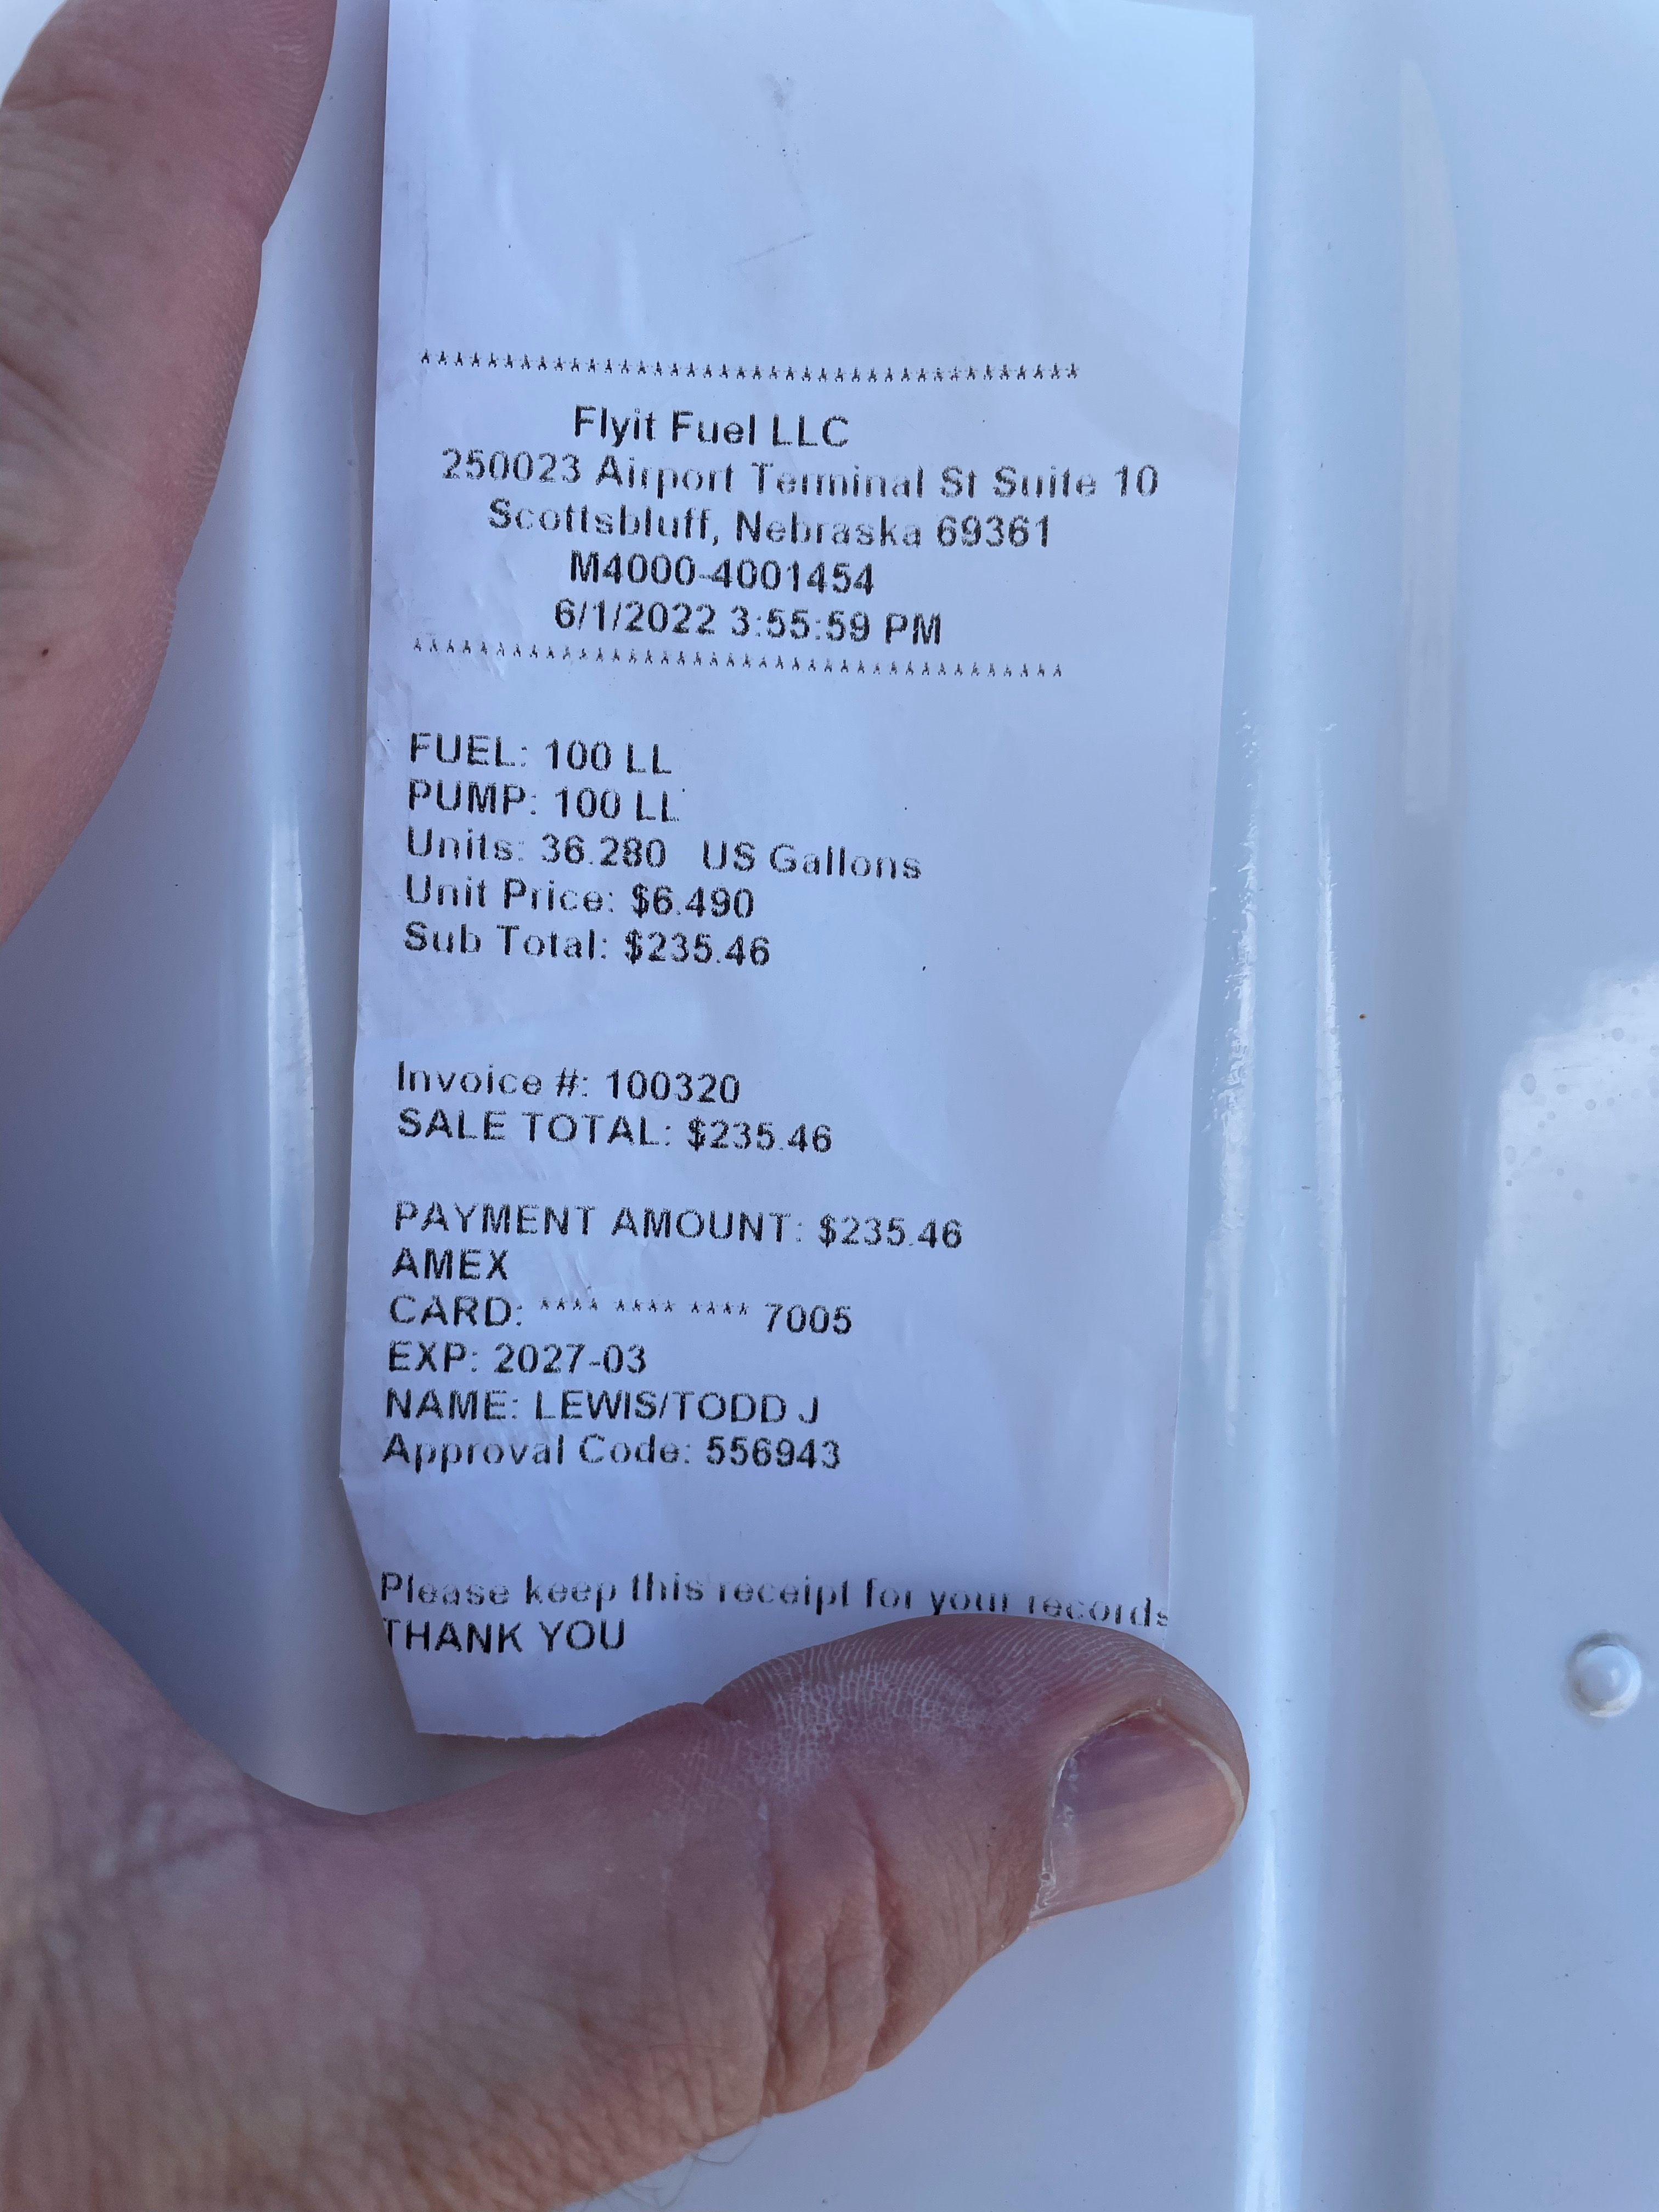 ****************************************
Flyit Fuel LLC
250023 Airport Terminal St Suite 10
Scottsbluff, Nebraska 69361
M4000-4001454
6/1/2022 3:55:59 PM
****************************************
FUEL: 100 LL
PUMP: 100 LL
Units: 36.280 US Gallons
Unit Price: $6.490
Sub Total: $235.46
Invoice #: 100320
SALE TOTAL: $235.46
PAYMENT AMOUNT: $235.46
AMEX
CARD: **** **** **** 7005
EXP: 2027-03
NAME: LEWIS/TODD J
Approval Code: 556943
Please keep this receipt for your records
THANK YOU